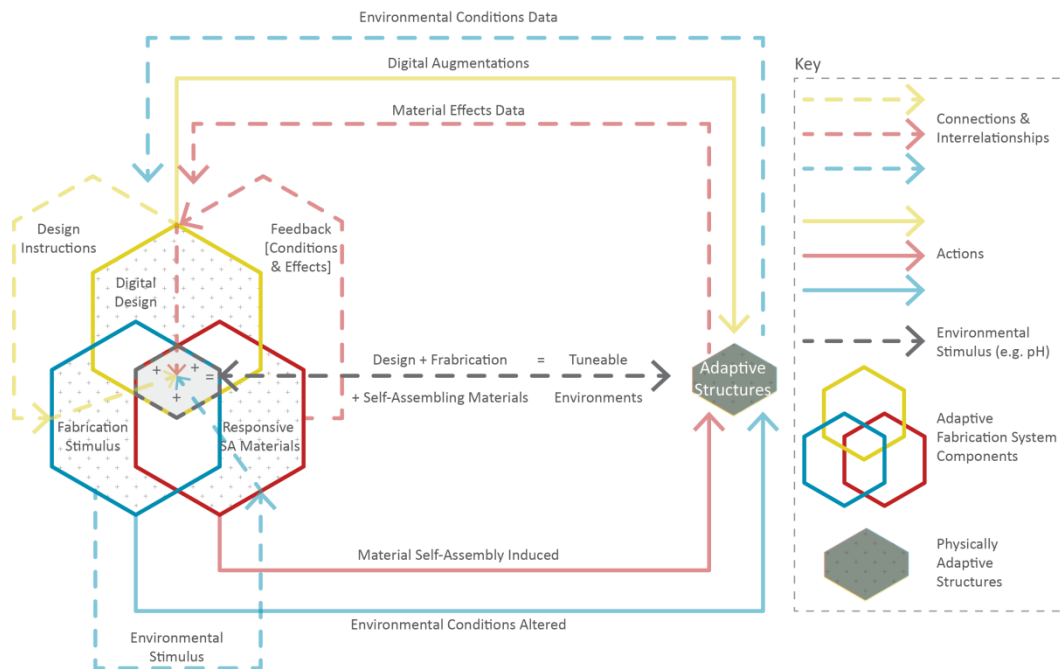 Environmental Conditions Data
Digital Augmentations
Material Effects Data
Key
Connections &
Interrelationships
Design
Instructions
Feedback
[Conditions
& Effects]
Digital
Design
Actions
Environmental
Stimulus (e.g. pH)
Design + Frabrication = Tuneable
+ Self-Assembling Materials Environments
Adaptive
Structures
+ +
=
+
Fabrication
Stimulus
Responsive
SA Materials
Adaptive
Fabrication System
Components
Material Self-Assembly Induced
Physically
Adaptive
Structures
Environmental Conditions Altered
Environmental
Stimulus